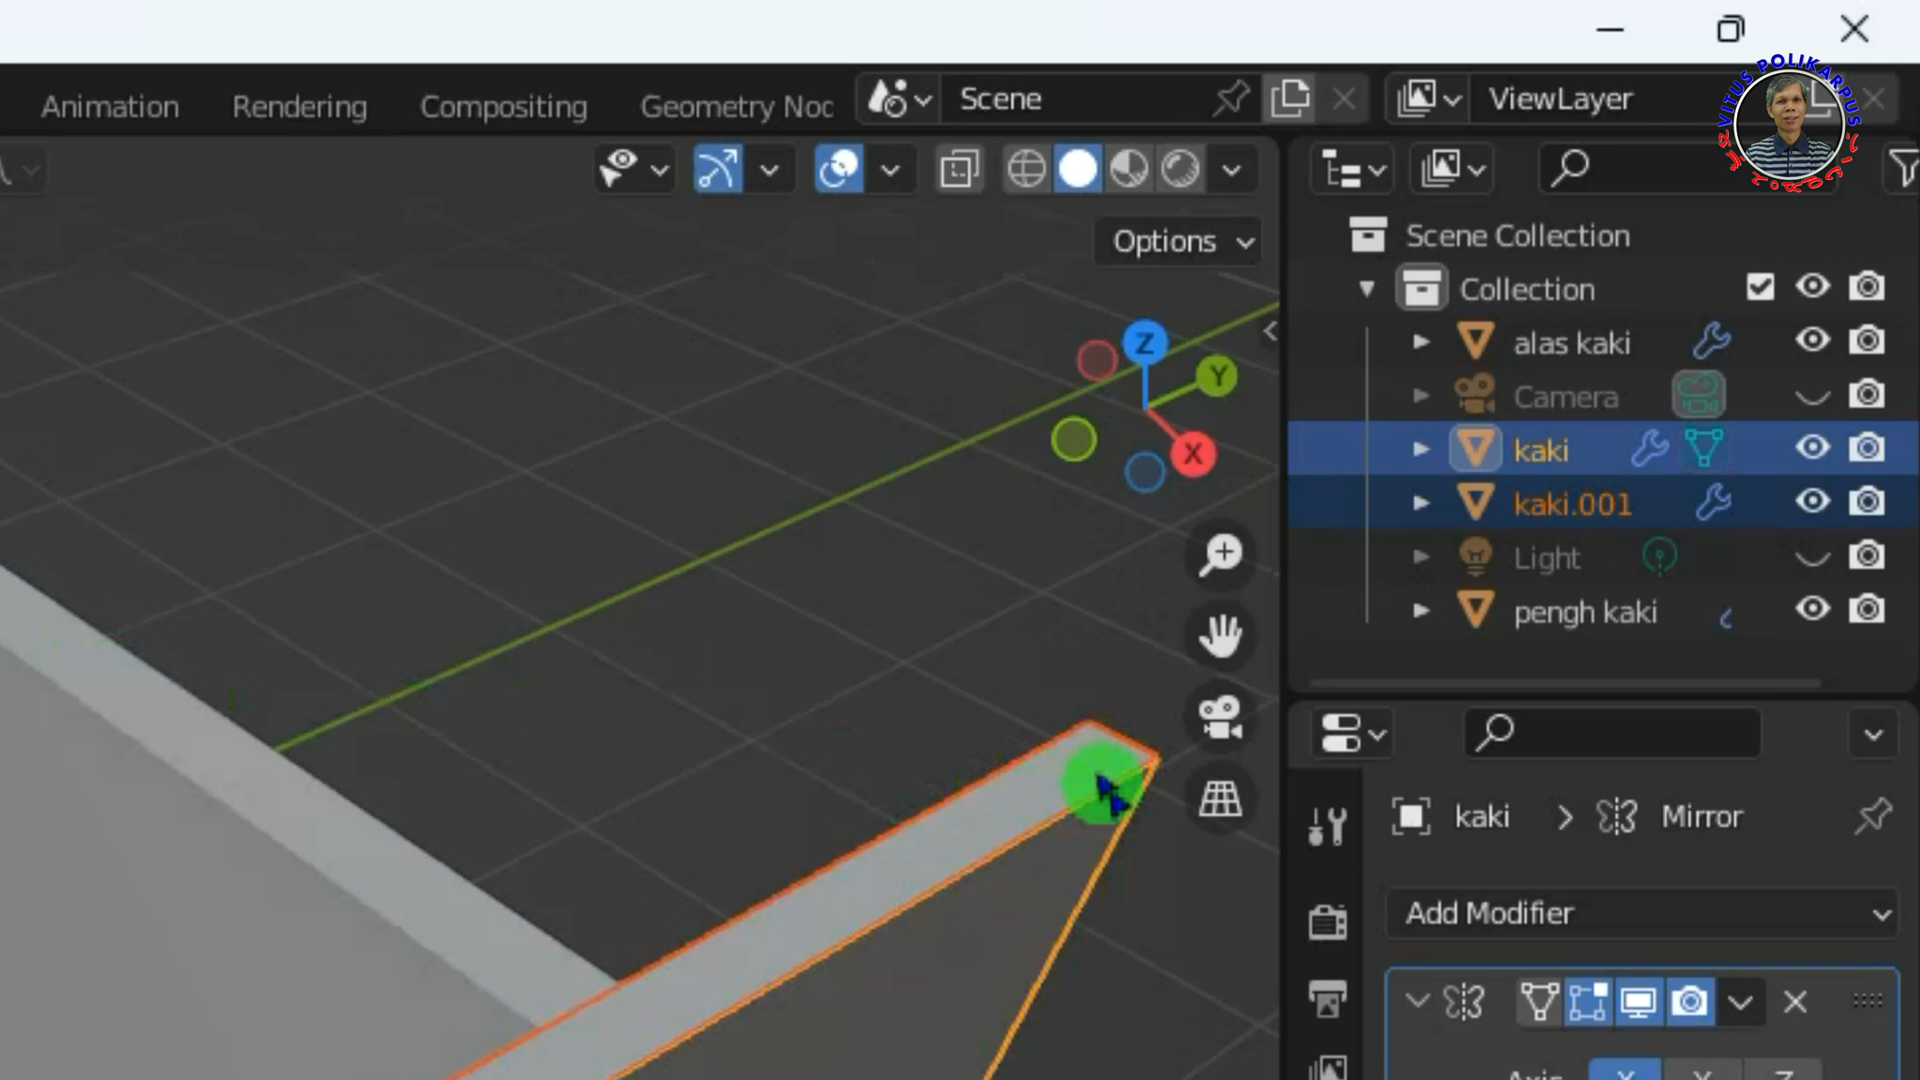 VITUS POLIKARPUS
Animation
Rendering
Compositing
Geometry Noc
Scene
ViewLayer
Options
Scene Collection
Collection
alas kaki
Camera
kaki
kaki.001
Light
pengh kaki
Z
Y
X
kaki > Mirror
Add Modifier